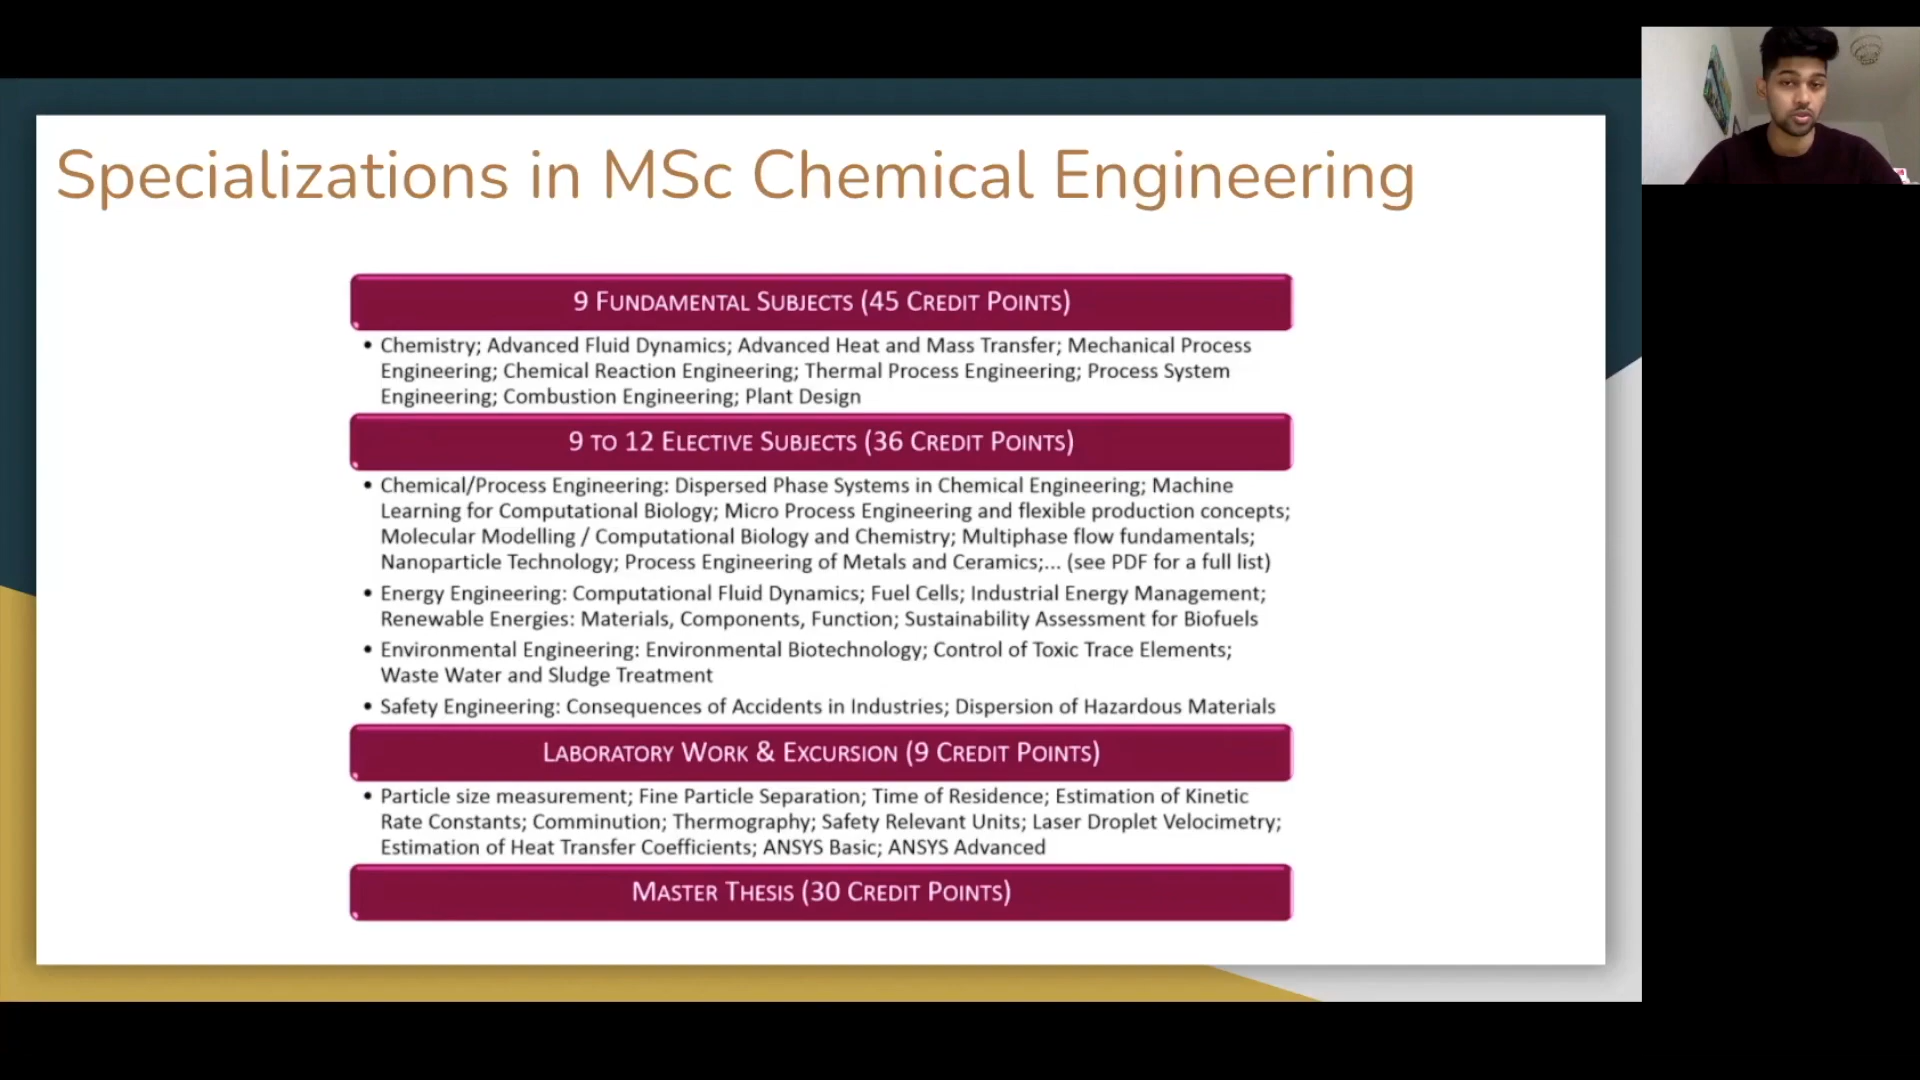 Specializations in MSc Chemical Engineering
9 FUNDAMENTAL SUBJECTS (45 CREDIT POINTS)
• Chemistry; Advanced Fluid Dynamics; Advanced Heat and Mass Transfer; Mechanical Process
Engineering; Chemical Reaction Engineering; Thermal Process Engineering; Process System
Engineering; Combustion Engineering; Plant Design
9 TO 12 ELECTIVE SUBJECTS (36 CREDIT POINTS)
• Chemical/Process Engineering: Dispersed Phase Systems in Chemical Engineering; Machine
Learning for Computational Biology; Micro Process Engineering and flexible production concepts;
Molecular Modelling / Computational Biology and Chemistry; Multiphase flow fundamentals;
Nanoparticle Technology; Process Engineering of Metals and Ceramics;... (see PDF for a full list)
• Energy Engineering: Computational Fluid Dynamics; Fuel Cells; Industrial Energy Management;
Renewable Energies: Materials, Components, Function; Sustainability Assessment for Biofuels
• Environmental Engineering: Environmental Biotechnology; Control of Toxic Trace Elements;
Waste Water and Sludge Treatment
• Safety Engineering: Consequences of Accidents in Industries; Dispersion of Hazardous Materials
LABORATORY WORK & EXCURSION (9 CREDIT POINTS)
• Particle size measurement; Fine Particle Separation; Time of Residence; Estimation of Kinetic
Rate Constants; Comminution; Thermography; Safety Relevant Units; Laser Droplet Velocimetry;
Estimation of Heat Transfer Coefficients; ANSYS Basic; ANSYS Advanced
MASTER THESIS (30 CREDIT POINTS)